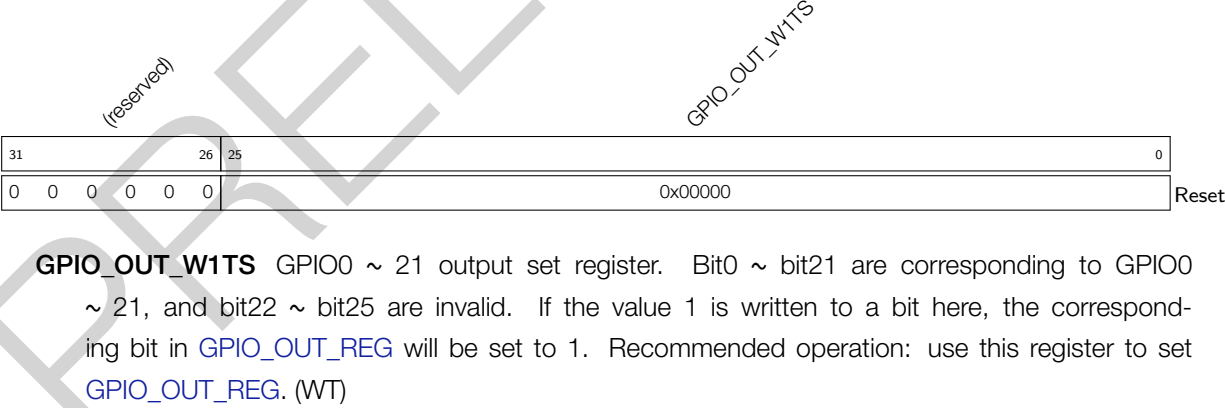 (reserved)
GPIO_OUT_W1TS
31 26 25 0
0 0 0 0 0 0 0x00000 Reset
GPIO_OUT_W1TS GPIO0 ~ 21 output set register. Bit0 ~ bit21 are corresponding to GPIO0
~ 21, and bit22 ~ bit25 are invalid. If the value 1 is written to a bit here, the correspond-
ing bit in GPIO_OUT_REG will be set to 1. Recommended operation: use this register to set
GPIO_OUT_REG. (WT)
PREL